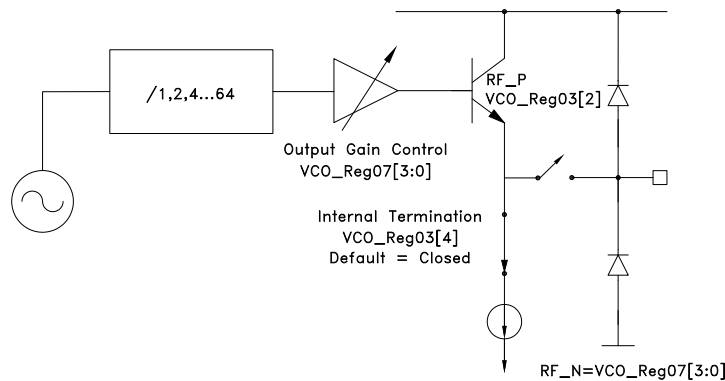 /1,2,4...64
RF_P
VCO_Reg03[2]
Output Gain Control
VCO_Reg07[3:0]
Internal Termination
VCO_Reg03[4]
Default = Closed
RF_N=VCO_Reg07[3:0]